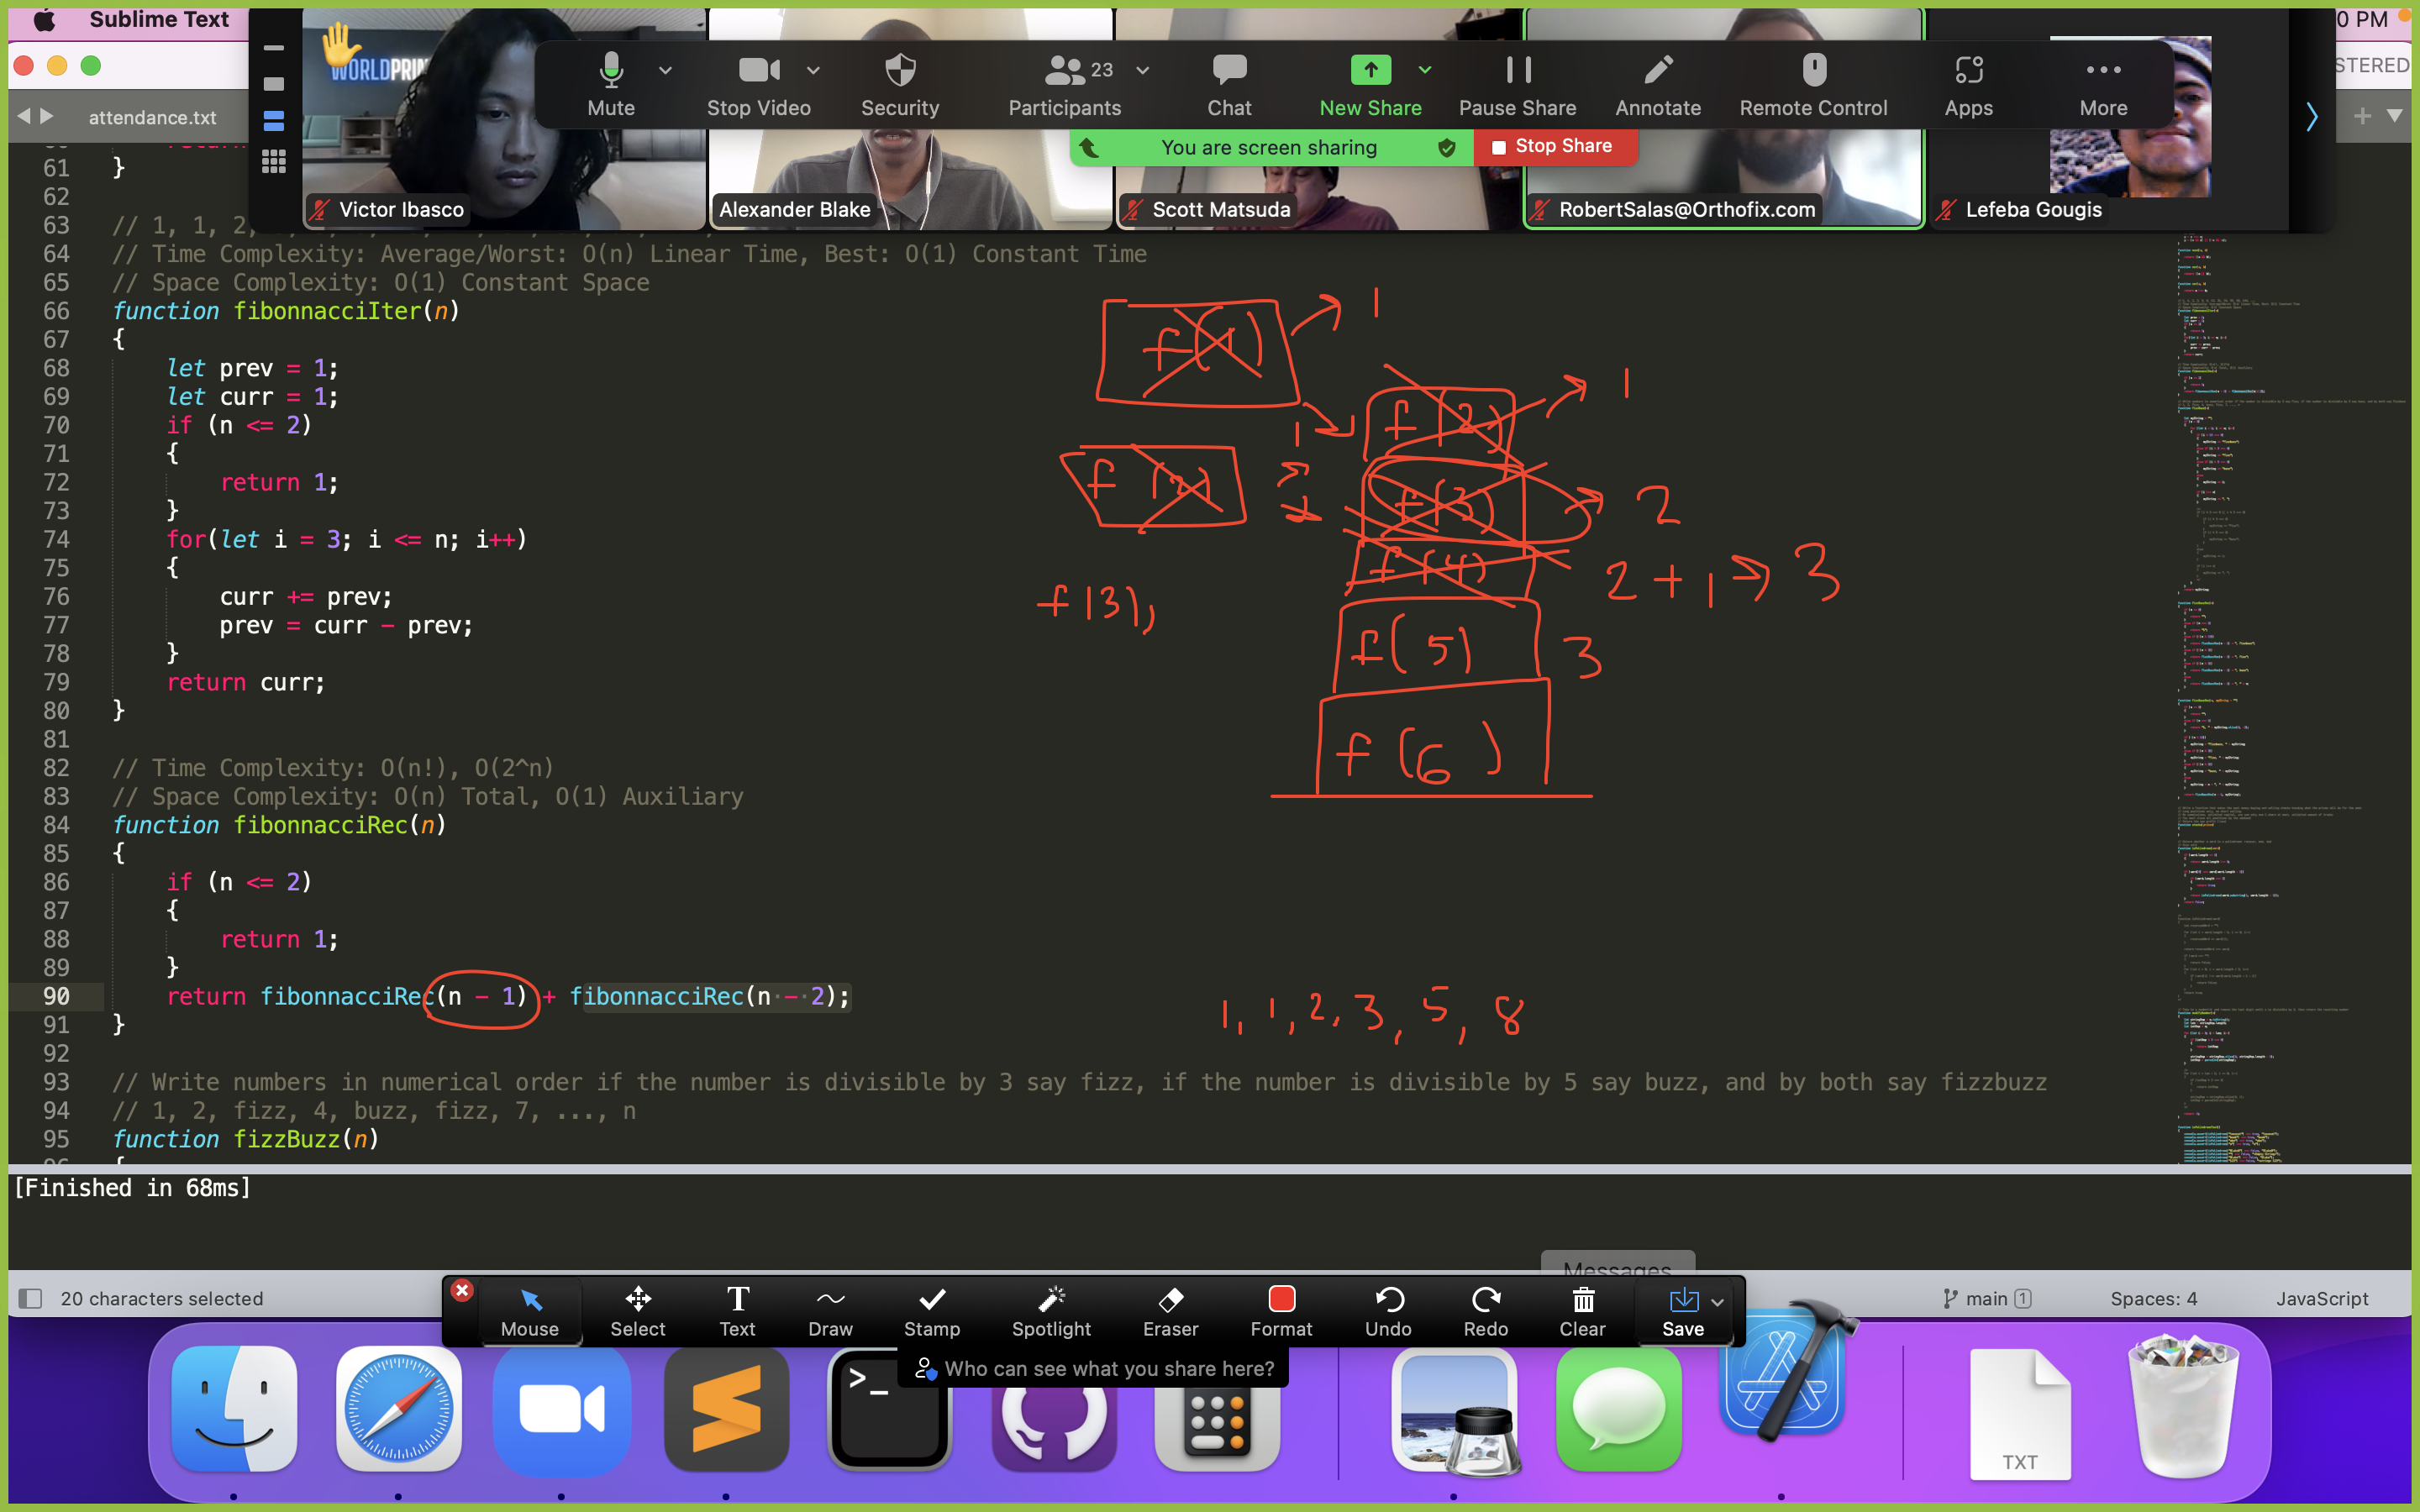 Sublime Text
0 PM
STERED
WORLDPRIN
Mute
Stop Video
Security
Participants
23
Chat
New Share
Pause Share
Annotate
Remote Control
Apps
More
You are screen sharing
Stop Share
Victor Ibasco
Alexander Blake
Scott Matsuda
RobertSalas@Orthofix.com
Lefeba Gougis
attendance.txt
61 }
62
63 // 1, 1, 2,
64 // Time Complexity: Average/Worst: O(n) Linear Time, Best: O(1) Constant Time
65 // Space Complexity: O(1) Constant Space
66 function fibonnacciIter(n)
67 {
68 let prev = 1;
69 let curr = 1;
70 if (n <= 2)
71 {
72 return 1;
73 }
74 for(let i = 3; i <= n; i++)
75 {
76 curr += prev;
77 prev = curr - prev;
78 }
79 return curr;
80 }
81
82 // Time Complexity: O(n!), O(2^n)
83 // Space Complexity: O(n) Total, O(1) Auxiliary
84 function fibonnacciRec(n)
85 {
86 if (n <= 2)
87 {
88 return 1;
89 }
90 return fibonnacciRec(n - 1) + fibonnacciRec(n - 2);
91 }
92
93 // Write numbers in numerical order if the number is divisible by 3 say fizz, if the number is divisible by 5 say buzz, and by both say fizzbuzz
94 // 1, 2, fizz, 4, buzz, fizz, 7, ..., n
95 function fizzBuzz(n)
f(1) → 1
1 f(2) → 1
f(2)
f(3) → 2
f(4) 2 + 1 → 3
f(3),
f(5) 3
f(6)
1, 1, 2, 3, 5, 8
[Finished in 68ms]
Messages
20 characters selected
main 1
Spaces: 4
JavaScript
Mouse
Select
Text
Draw
Stamp
Spotlight
Eraser
Format
Undo
Redo
Clear
Save
Who can see what you share here?
TXT